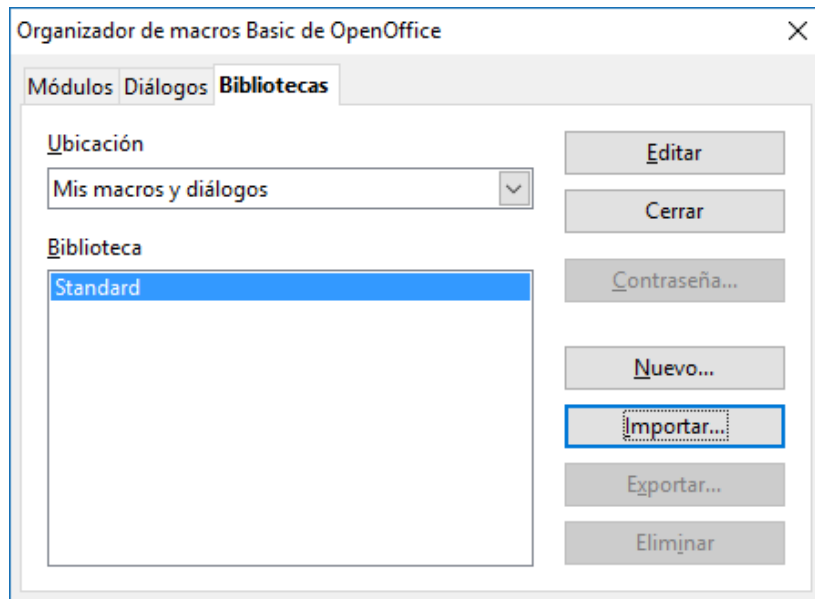 Organizador de macros Basic de OpenOffice
Módulos Diálogos Bibliotecas
Ubicación
Mis macros y diálogos
Biblioteca
Standard
Editar
Cerrar
Contraseña...
Nuevo...
Importar...
Exportar...
Eliminar